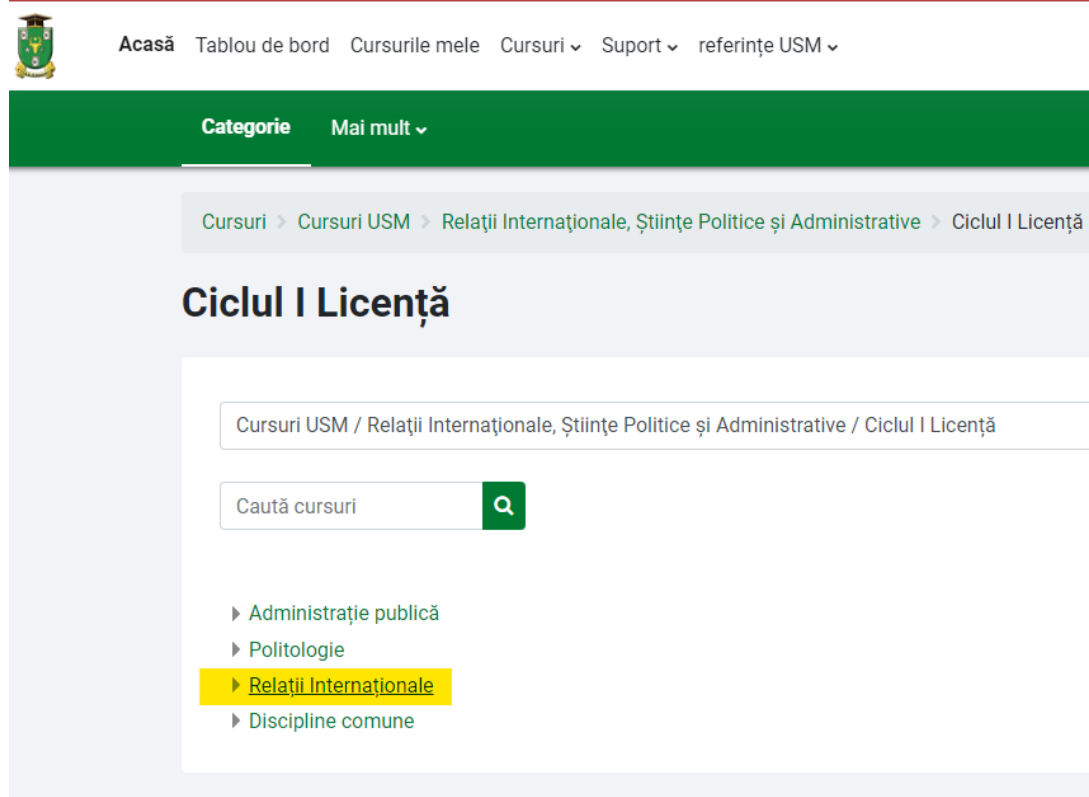 Acasă Tablou de bord Cursurile mele Cursuri Suport referințe USM
Categorie Mai mult
Cursuri > Cursuri USM > Relaţii Internaţionale, Ştiinţe Politice și Administrative > Ciclul I Licență
Ciclul I Licență
Cursuri USM / Relaţii Internaţionale, Ştiinţe Politice și Administrative / Ciclul I Licență
Caută cursuri
Administrație publică
Politologie
Relații Internaționale
Discipline comune